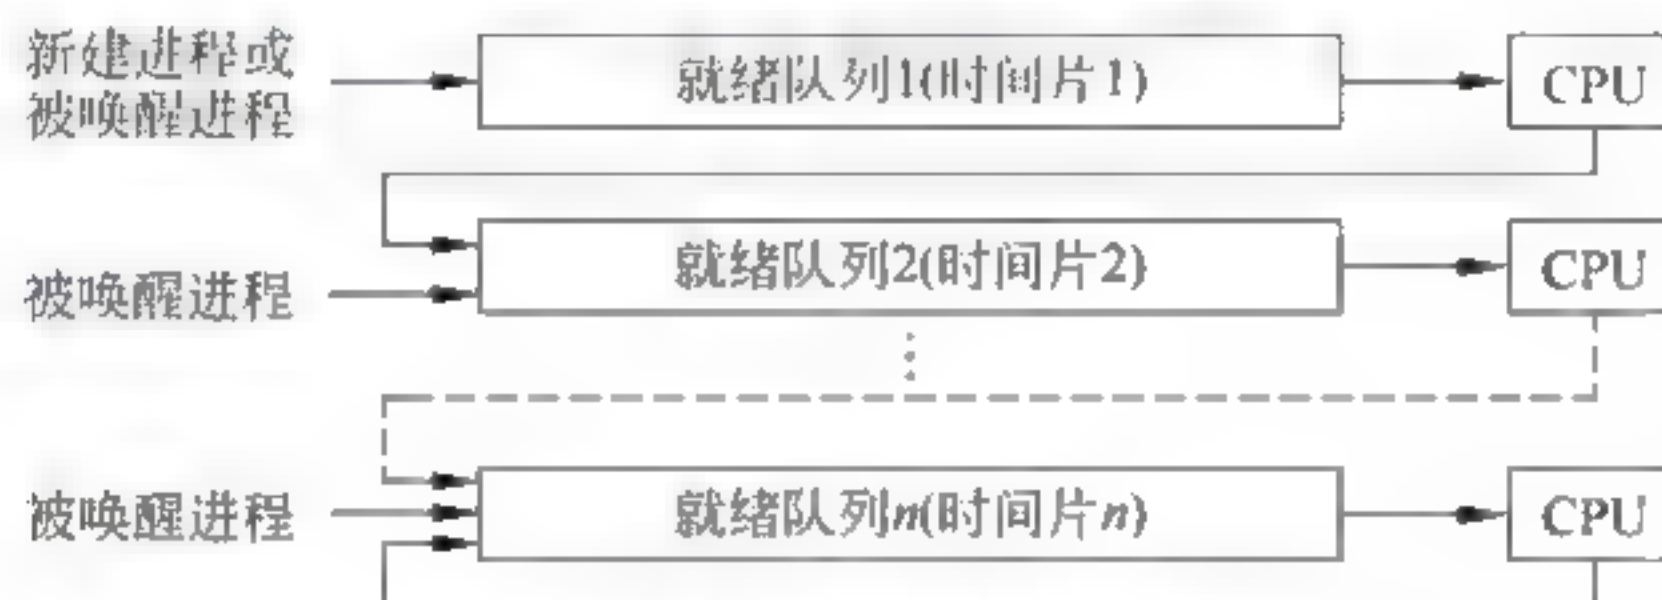 新建进程或
被唤醒进程
就绪队列1(时间片1)
CPU
被唤醒进程
就绪队列2(时间片2)
CPU
被唤醒进程
就绪队列n(时间片n)
CPU